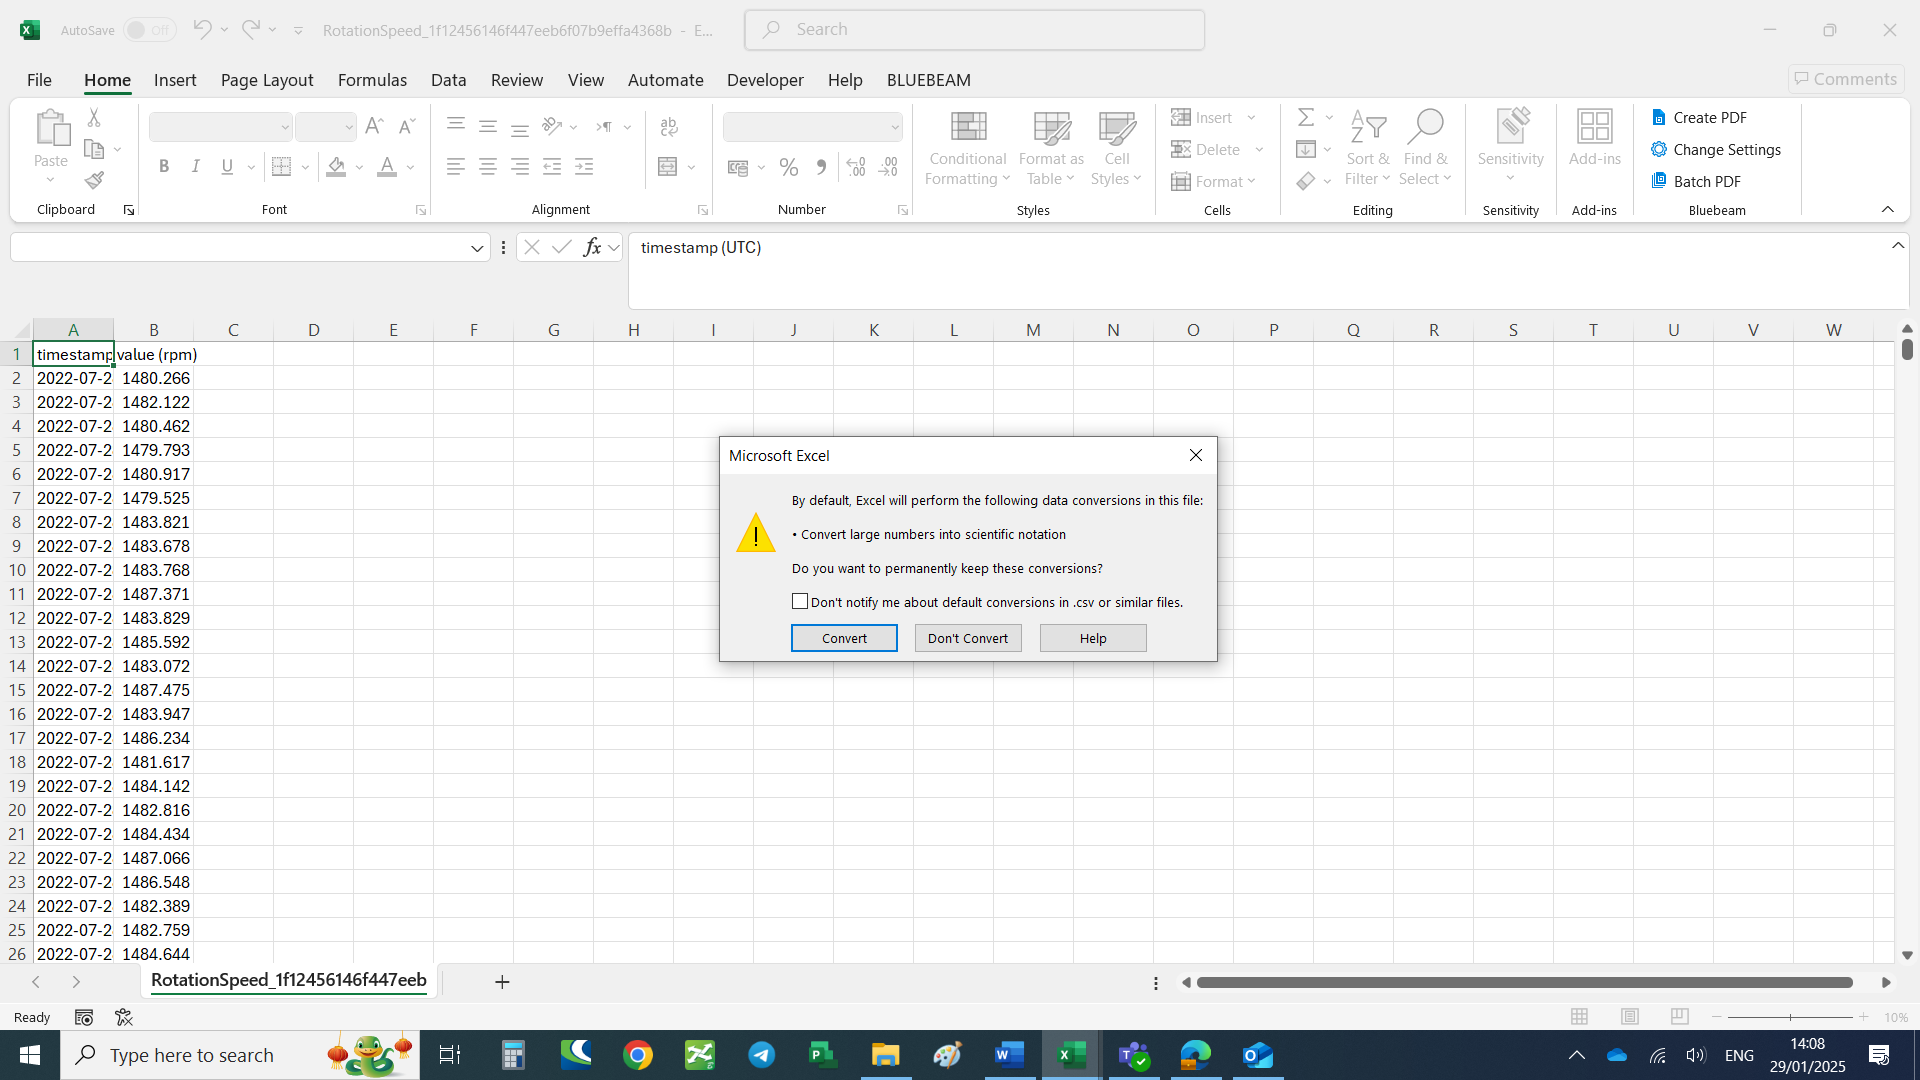 AutoSave Off RotationSpeed_1f12456146f447eeb6f07b9effa4368b - E... Search
File Home Insert Page Layout Formulas Data Review View Automate Developer Help BLUEBEAM Comments
Paste
Clipboard
B I U A
Font
ab
Alignment
% .00
Number
Conditional Formatting
Format as Table
Cell Styles
Styles
Insert
Delete
Format
Cells
Sort & Filter
Find & Select
Editing
Sensitivity
Sensitivity
Add-ins
Add-ins
Create PDF
Change Settings
Batch PDF
Bluebeam
fx timestamp (UTC)
A B C D E F G H I J K L M N O P Q R S T U V W
1 timestamp value (rpm)
2 2022-07-2 1480.266
3 2022-07-2 1482.122
4 2022-07-2 1480.462
5 2022-07-2 1479.793
6 2022-07-2 1480.917
7 2022-07-2 1479.525
8 2022-07-2 1483.821
9 2022-07-2 1483.678
10 2022-07-2 1483.768
11 2022-07-2 1487.371
12 2022-07-2 1483.829
13 2022-07-2 1485.592
14 2022-07-2 1483.072
15 2022-07-2 1487.475
16 2022-07-2 1483.947
17 2022-07-2 1486.234
18 2022-07-2 1481.617
19 2022-07-2 1484.142
20 2022-07-2 1482.816
21 2022-07-2 1484.434
22 2022-07-2 1487.066
23 2022-07-2 1486.548
24 2022-07-2 1482.389
25 2022-07-2 1482.759
26 2022-07-2 1484.644
Microsoft Excel
By default, Excel will perform the following data conversions in this file:
• Convert large numbers into scientific notation
Do you want to permanently keep these conversions?
Don't notify me about default conversions in .csv or similar files.
Convert Don't Convert Help
RotationSpeed_1f12456146f447eeb
Ready 10%
Type here to search
ENG
14:08
29/01/2025